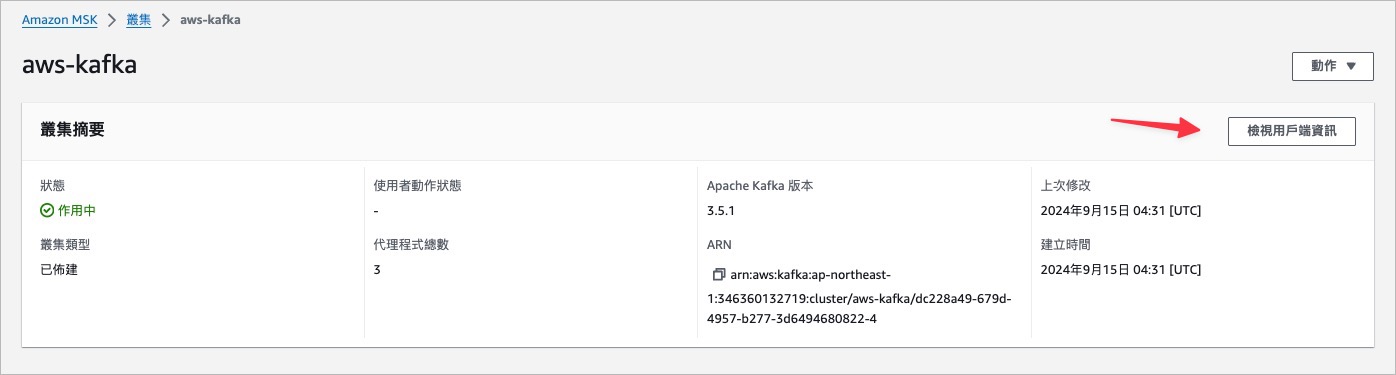 Amazon MSK > 叢集 > aws-kafka
aws-kafka
動作
叢集摘要
檢視用戶端資訊
狀態
作用中
叢集類型
已佈建
使用者動作狀態
-
代理程式總數
3
Apache Kafka 版本
3.5.1
ARN
arn:aws:kafka:ap-northeast-
1:346360132719:cluster/aws-kafka/dc228a49-679d-
4957-b277-3d6494680822-4
上次修改
2024年9月15日 04:31 [UTC]
建立時間
2024年9月15日 04:31 [UTC]